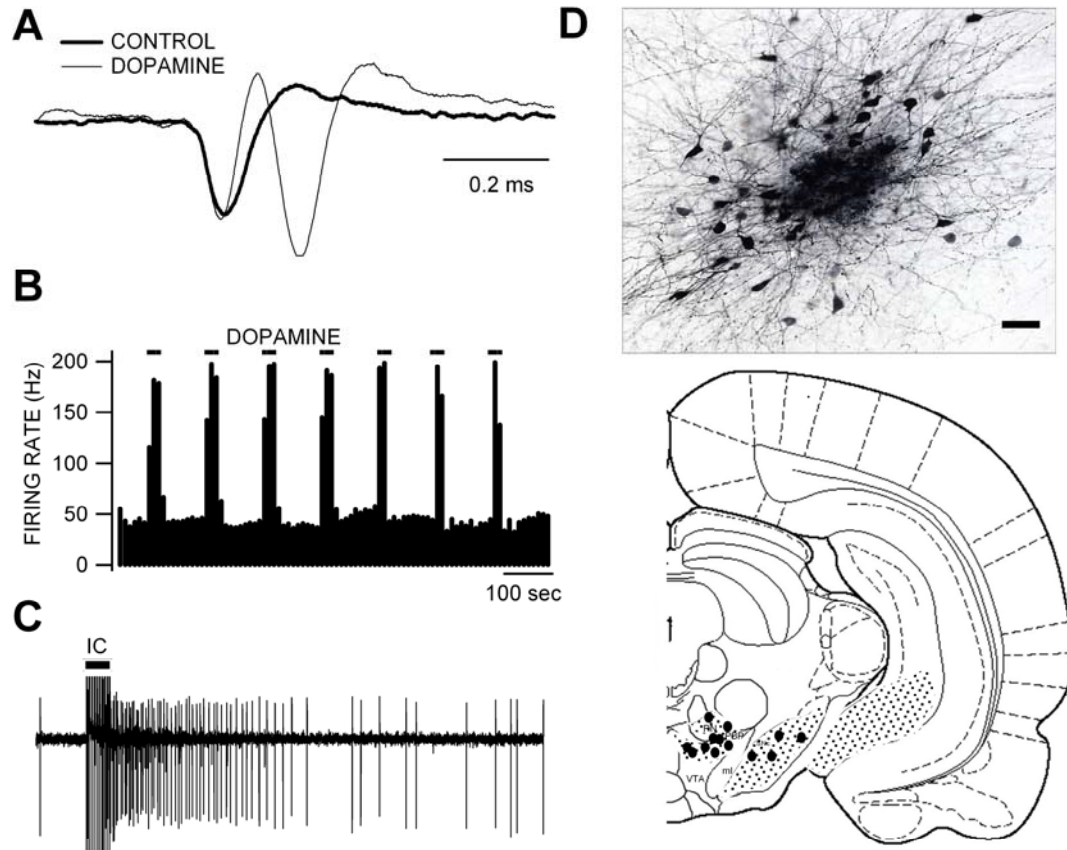 A
CONTROL
DOPAMINE
0.2 ms
B
DOPAMINE
FIRING RATE (Hz)
200
150
100
50
0
100 sec
C
IC
D
RN
VTA
ml